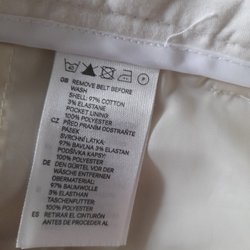 GB REMOVE BELT BEFORE
WASH
SHELL: 97% COTTON
3% ELASTANE
POCKET LINING:
100% POLYESTER
CZ PŘED PRANÍM ODSTRAŇTE
PÁSEK
SVRCHNÍ LÁTKA:
97% BAVLNA 3% ELASTAN
PODŠÍVKA KAPSY:
100% POLYESTER
DE DEN GÜRTEL VOR DER
WÄSCHE ENTFERNEN
OBERMATERIAL:
97% BAUMWOLLE
3% ELASTHAN
TASCHENFUTTER:
100% POLYESTER
ES RETIRAR EL CINTURÓN
ANTES DE PROCEDER AL